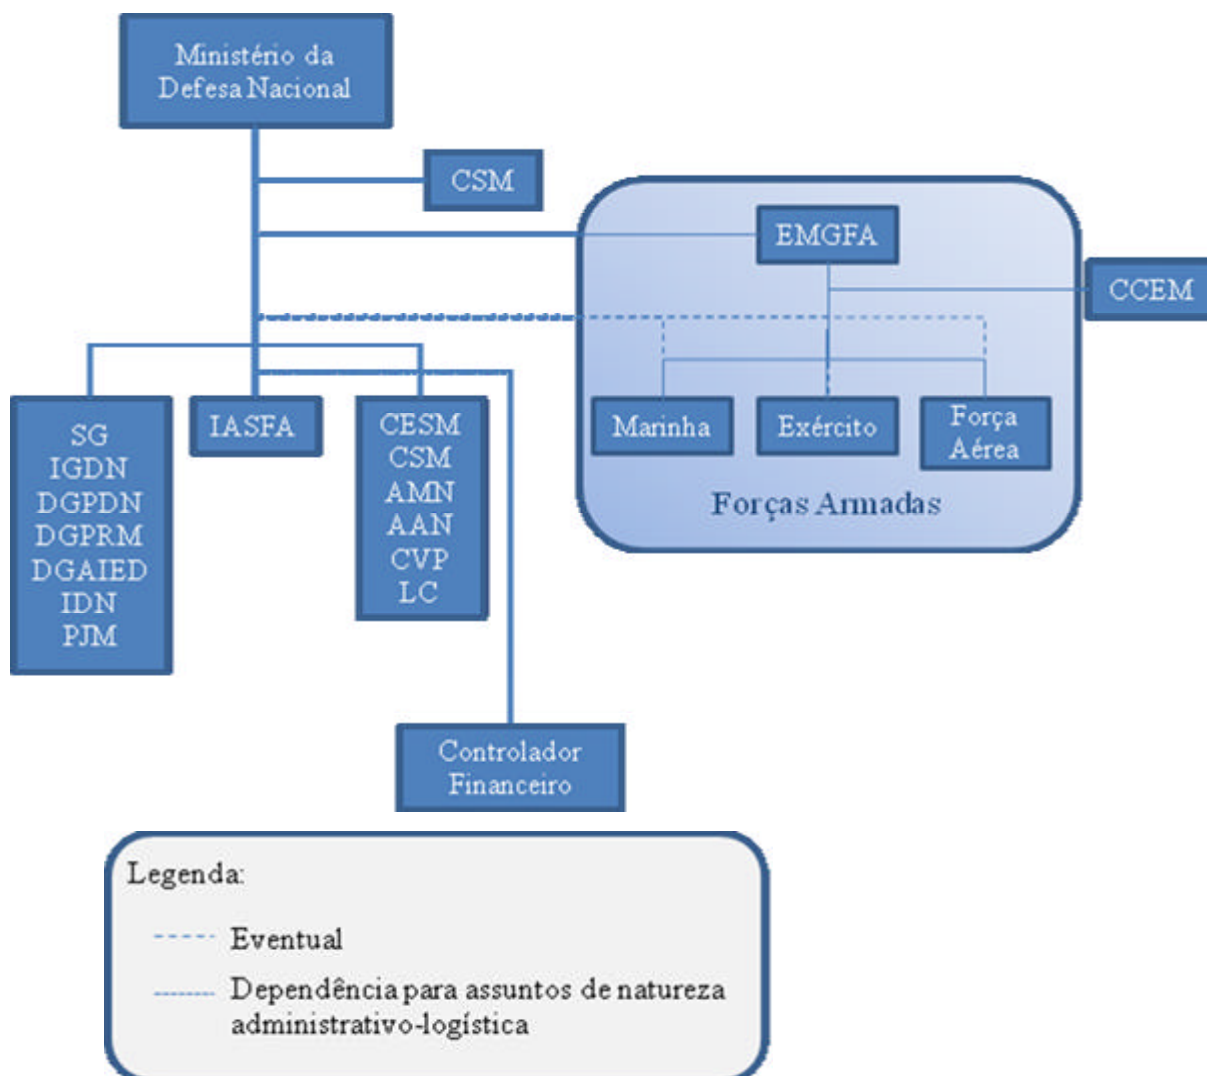 Ministério da
Defesa Nacional
CSM
EMGFA
CCEM
Marinha
Exército
Força
Aérea
Forças Armadas
SG
IGDN
DGPDN
DGPRM
DGAIED
IDN
PJM
IASFA
CESM
CSM
AMN
AAN
CVP
LC
Controlador
Financeiro
Legenda:
Eventual
Dependência para assuntos de natureza
administrativo-logística